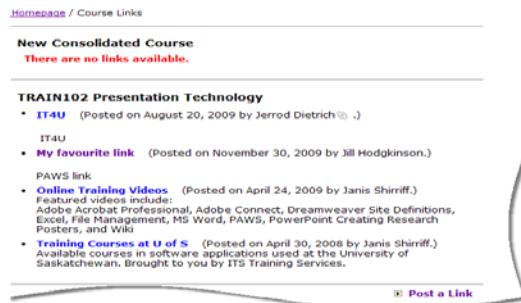 Homepage / Course Links
New Consolidated Course
There are no links available.
TRAIN102 Presentation Technology
• IT4U (Posted on August 20, 2009 by Jerrod Dietrich .)
IT4U
• My favourite link (Posted on November 30, 2009 by Jill Hodgkinson.)
PAWS link
• Online Training Videos (Posted on April 24, 2009 by Janis Shirriff.)
Featured videos include:
Adobe Acrobat Professional, Adobe Connect, Dreamweaver Site Definitions,
Excel, File Management, MS Word, PAWS, PowerPoint Creating Research
Posters, and Wiki
• Training Courses at U of S (Posted on April 30, 2008 by Janis Shirriff.)
Available courses in software applications used at the University of
Saskatchewan. Brought to you by ITS Training Services.
Post a Link